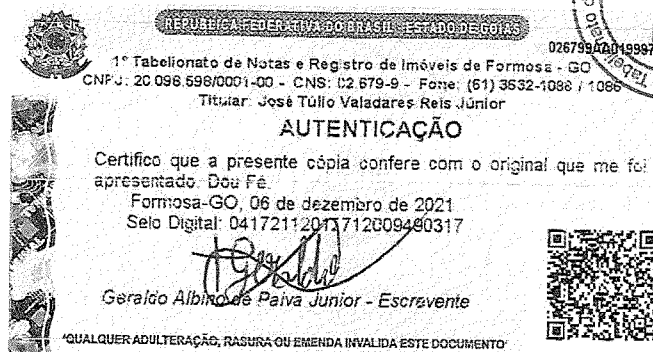 REPÚBLICA FEDERATIVA DO BRASIL ESTADO DE GOIÁS
026799AA019997
1º Tabelionato de Notas e Registro de Imóveis de Formosa - GO
CNPJ: 20.098.598/0001-00 - CNS: 02.679-9 - Fone: (61) 3632-1088 / 1086
Titular: José Túlio Valadares Reis Júnior
AUTENTICAÇÃO
Certifico que a presente cópia confere com o original que me foi
apresentado. Dou Fé.
Formosa-GO, 06 de dezembro de 2021
Selo Digital:
Geraldo Albino de Paiva Junior - Escrevente
"QUALQUER ADULTERAÇÃO, RASURA OU EMENDA INVALIDA ESTE DOCUMENTO"